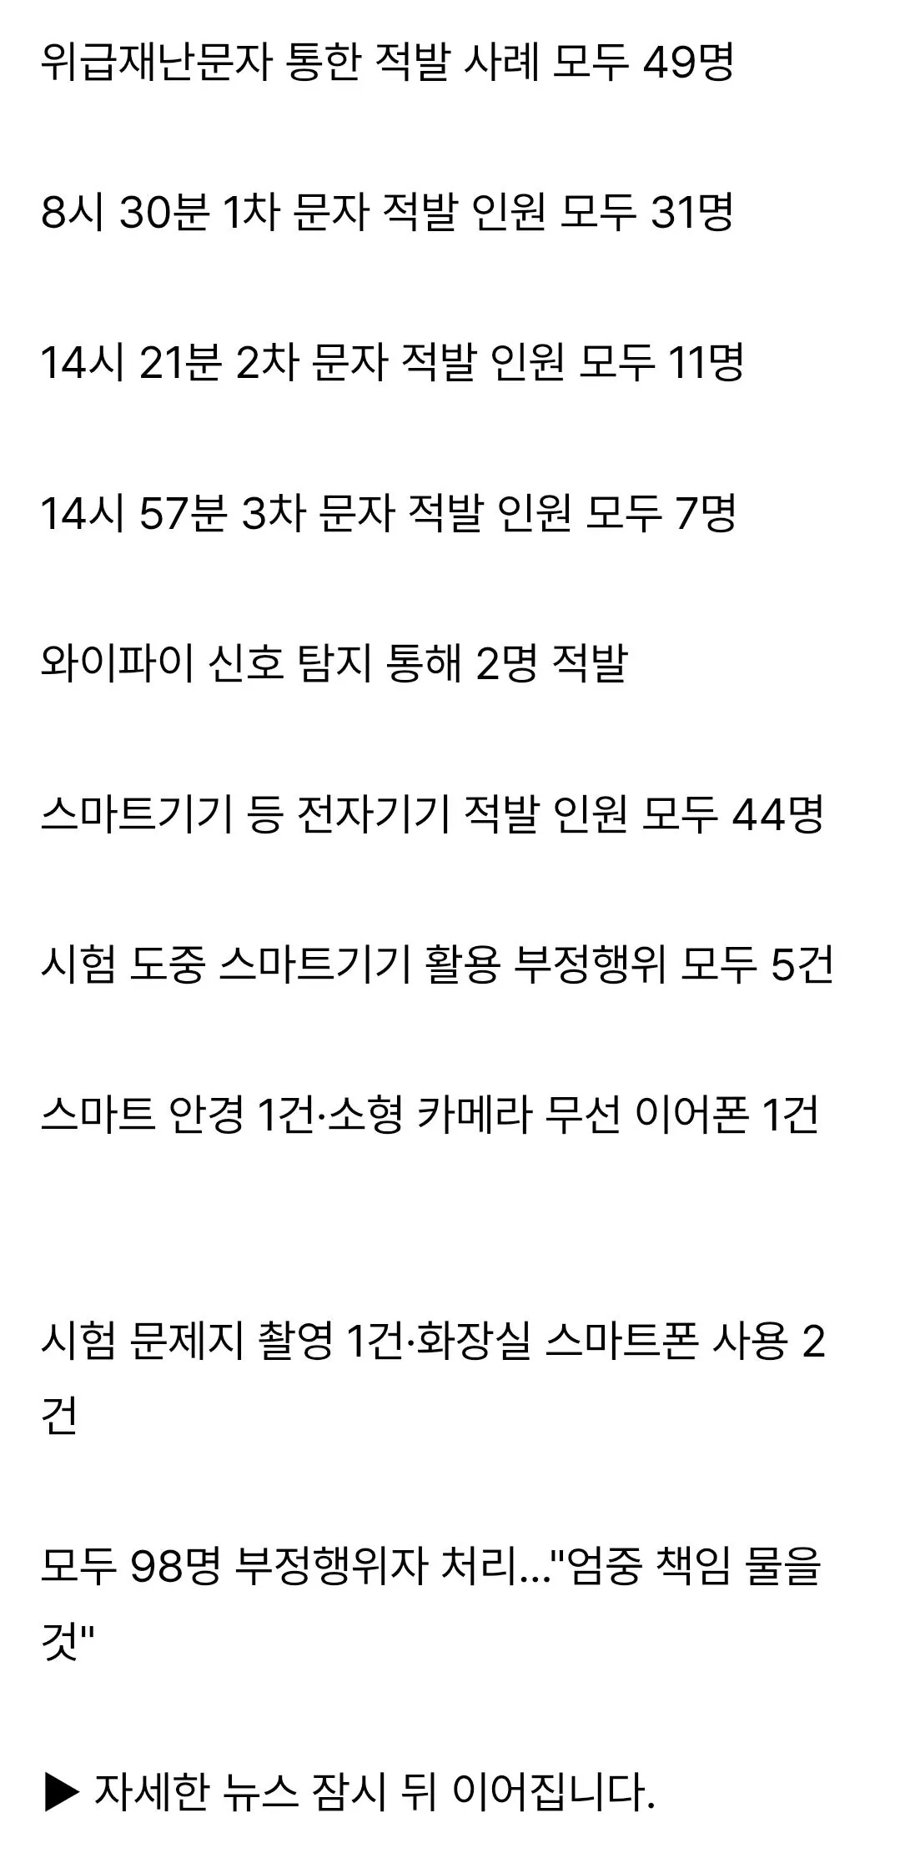 위급재난문자 통한 적발 사례 모두 49명
8시 30분 1차 문자 적발 인원 모두 31명
14시 21분 2차 문자 적발 인원 모두 11명
14시 57분 3차 문자 적발 인원 모두 7명
와이파이 신호 탐지 통해 2명 적발
스마트기기 등 전자기기 적발 인원 모두 44명
시험 도중 스마트기기 활용 부정행위 모두 5건
스마트 안경 1건·소형 카메라 무선 이어폰 1건
시험 문제지 촬영 1건·화장실 스마트폰 사용 2
건
모두 98명 부정행위자 처리..."엄중 책임 물을
것"
▶ 자세한 뉴스 잠시 뒤 이어집니다.